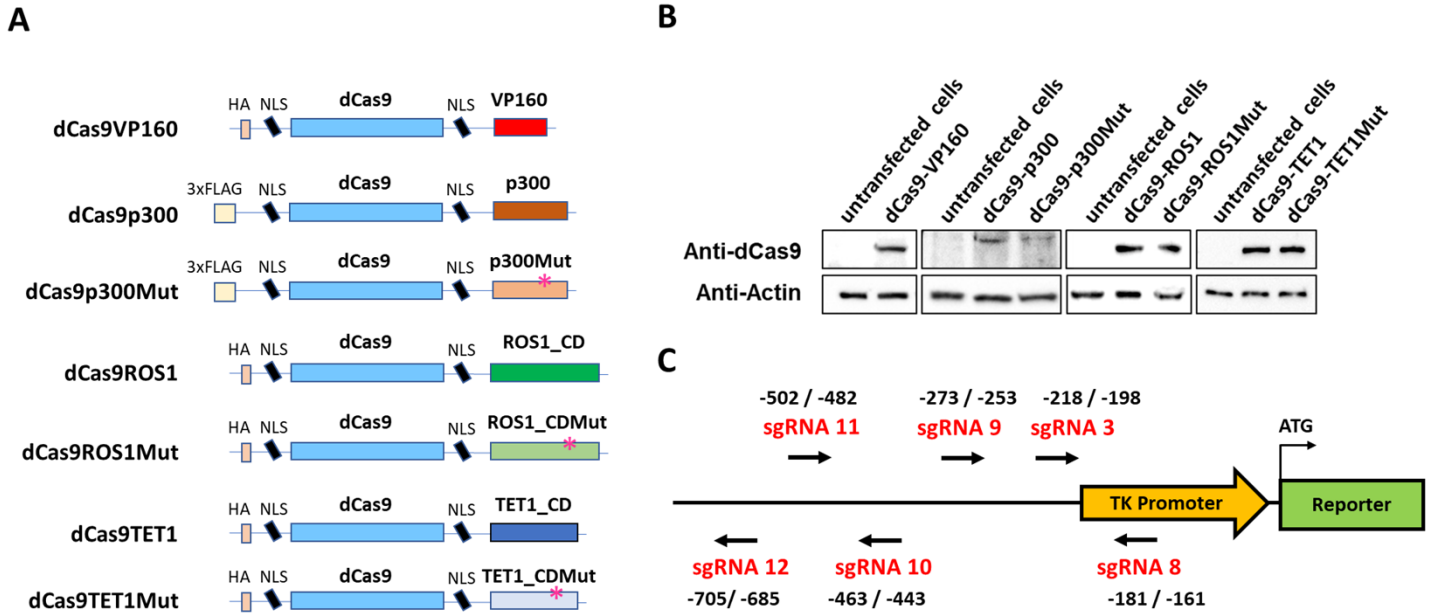 A
HA NLS dCas9 NLS VP160
dCas9VP160
3xFLAG NLS dCas9 NLS p300
dCas9p300
3xFLAG NLS dCas9 NLS p300Mut
*
dCas9p300Mut
HA NLS dCas9 NLS ROS1_CD
dCas9ROS1
HA NLS dCas9 NLS ROS1_CDMut
*
dCas9ROS1Mut
HA NLS dCas9 NLS TET1_CD
dCas9TET1
HA NLS dCas9 NLS TET1_CDMut
*
dCas9TET1Mut
B
untransfected cells
dCas9-VP160
untransfected cells
dCas9-p300
dCas9-p300Mut
untransfected cells
dCas9-ROS1
dCas9-ROS1Mut
untransfected cells
dCas9-TET1
dCas9-TET1Mut
Anti-dCas9
Anti-Actin
C
-502 / -482 -273 / -253 -218 / -198
sgRNA 11 sgRNA 9 sgRNA 3
ATG
TK Promoter Reporter
sgRNA 12 sgRNA 10 sgRNA 8
-705/ -685 -463 / -443 -181 / -161